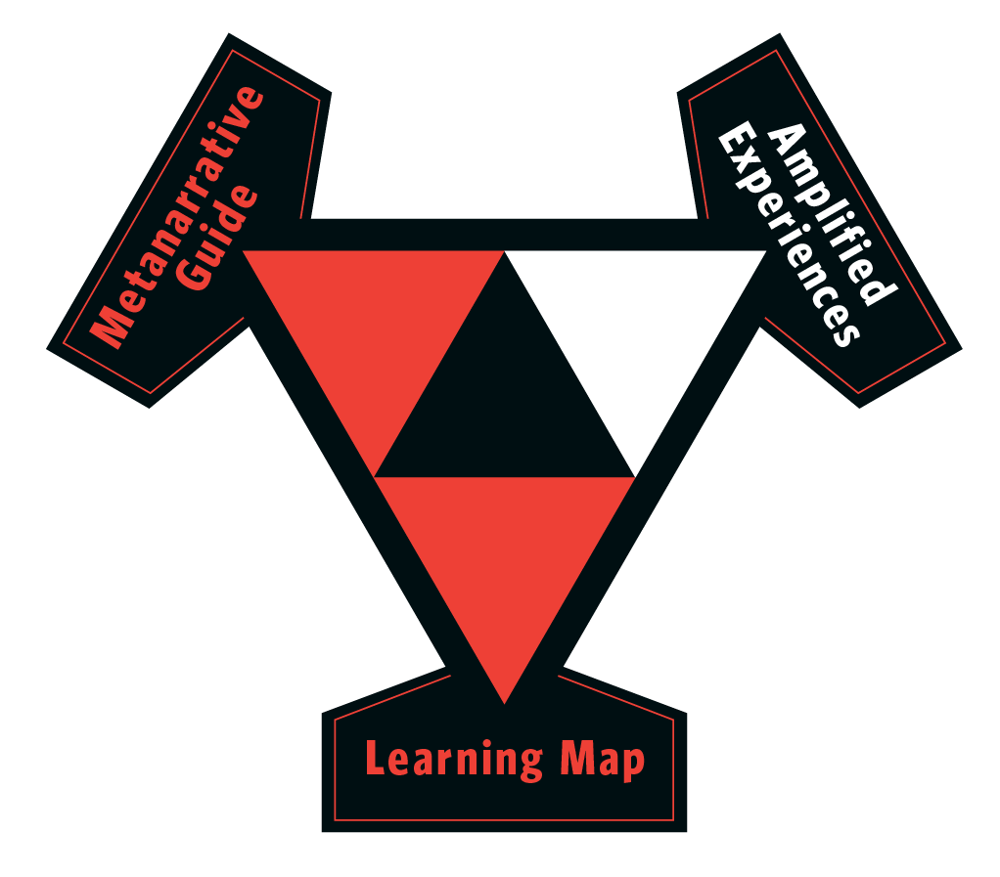 Metanarrative
Guide
Amplified
Experiences
Learning Map